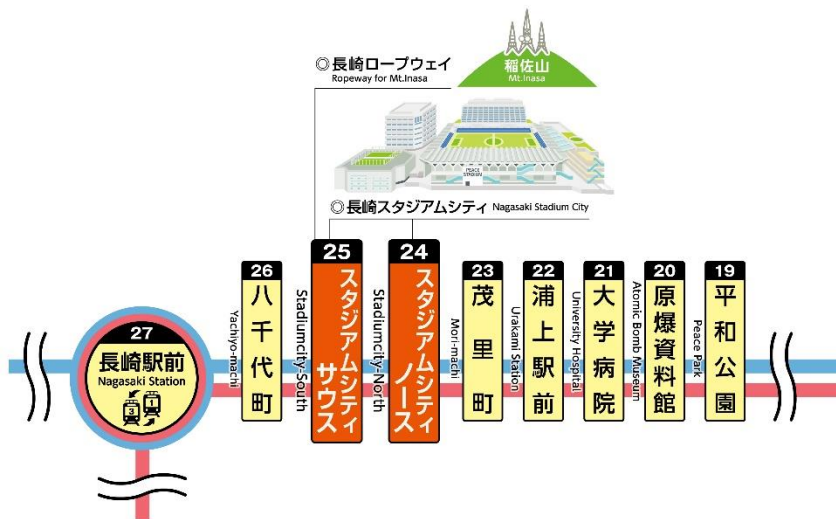 ◎長崎ロープウェイ
Ropeway for Mt.Inasa
稲佐山
Mt.Inasa
PEACE
STADIUM
◎長崎スタジアムシティ Nagasaki Stadium City
27
長崎駅前
Nagasaki Station
3
1
26
八千代町
Yachiyo-machi
25
スタジアムシティ
サウス
Stadiumcity-South
24
スタジアムシティ
ノース
Stadiumcity-North
23
茂里町
Mori-machi
22
浦上駅前
Urakami Station
21
大学病院
University Hospital
20
原爆資料館
Atomic Bomb Museum
19
平和公園
Peace Park